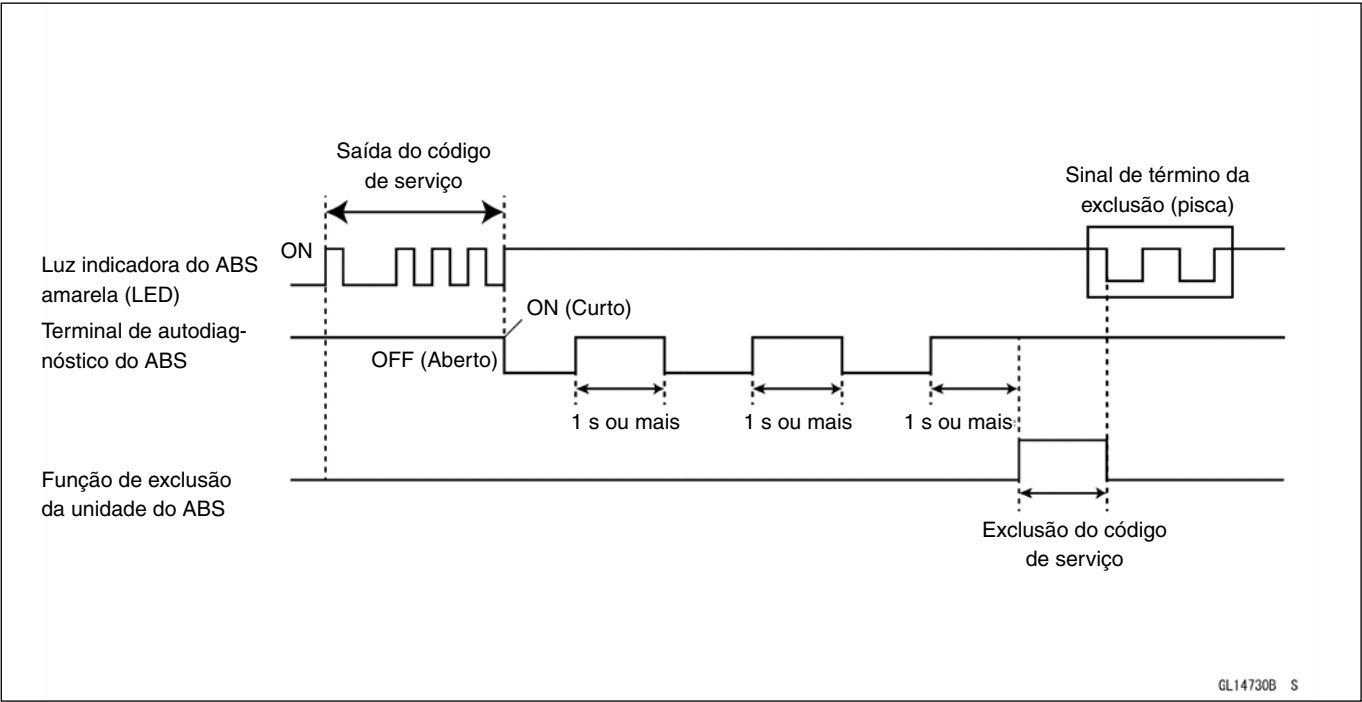 Saída do código
de serviço
Sinal de término da
exclusão (pisca)
ON
Luz indicadora do ABS
amarela (LED)
ON (Curto)
Terminal de autodiag-
nóstico do ABS
OFF (Aberto)
1 s ou mais
1 s ou mais
1 s ou mais
Função de exclusão
da unidade do ABS
Exclusão do código
de serviço
GL14730B S